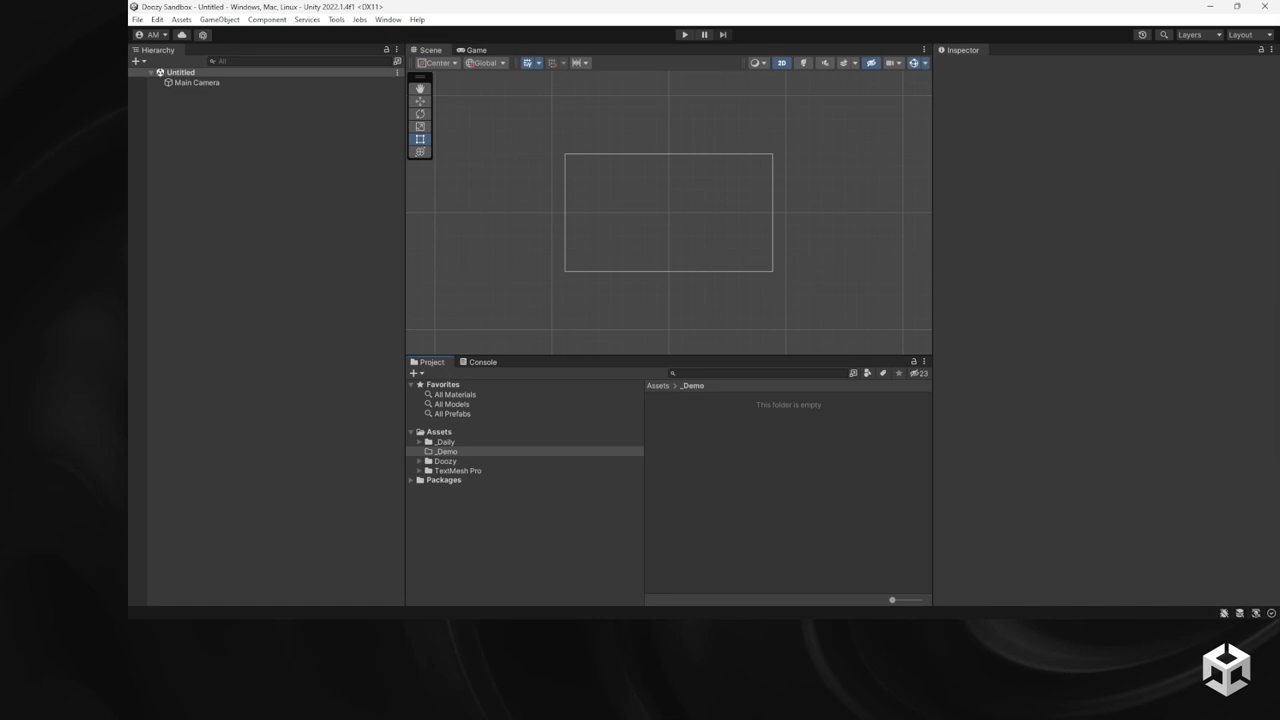 Doozy Sandbox - Untitled - Windows, Mac, Linux - Unity 2022.1.4f1 <DX11>
File Edit Assets GameObject Component Services Tools Jobs Window Help
AM Layers Layout
Hierarchy Scene Game Inspector
All Center Global 2D
Untitled
Main Camera
Project Console
23
Favorites Assets > _Demo
All Materials
All Models This folder is empty
All Prefabs
Assets
_Daily
_Demo
Doozy
TextMesh Pro
Packages